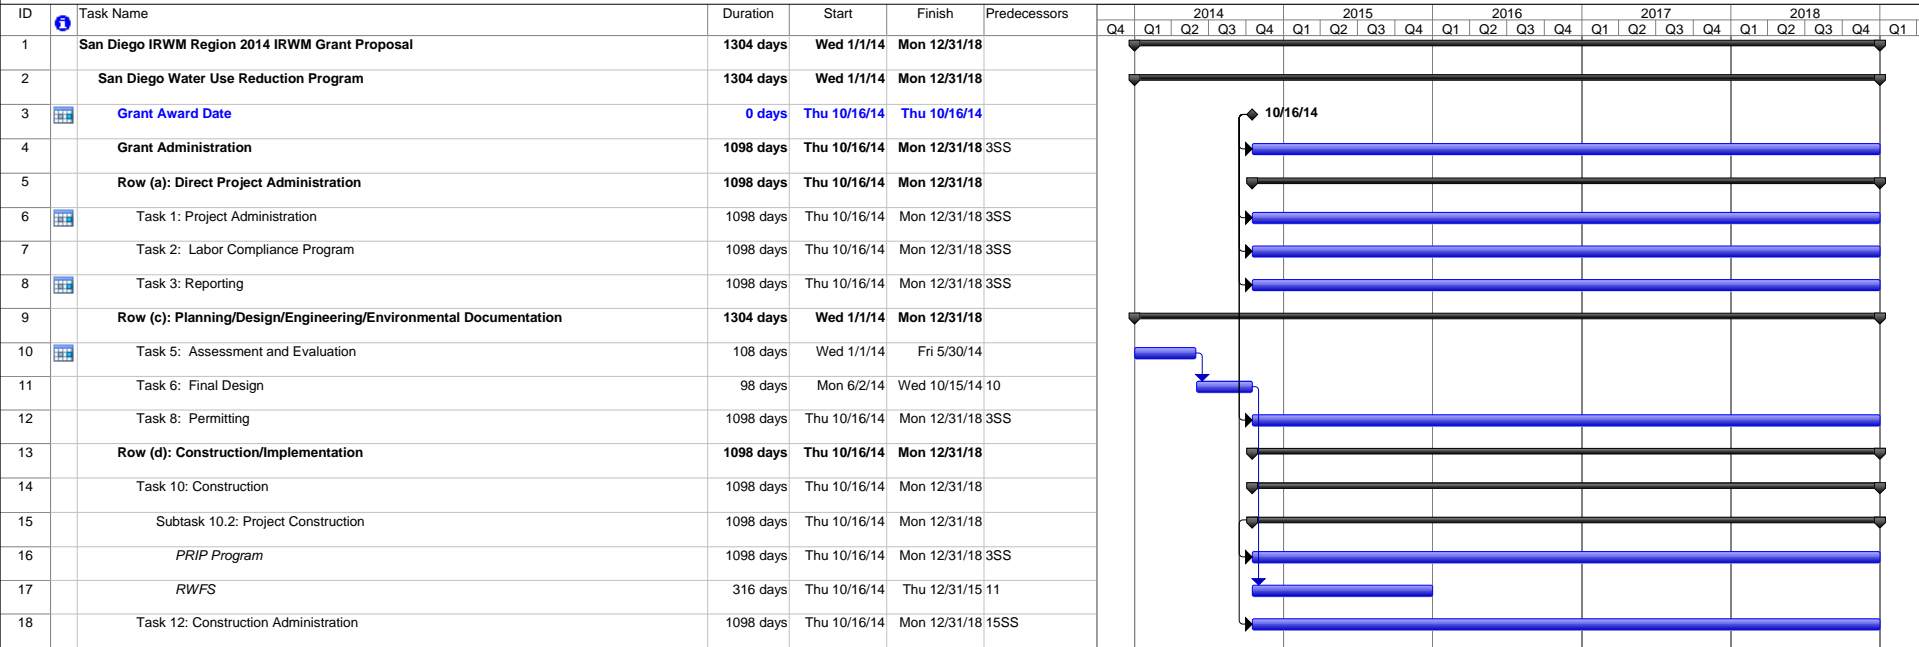 ID Task Name Duration Start Finish Predecessors
2014 2015 2016 2017 2018
Q4 Q1 Q2 Q3 Q4 Q1 Q2 Q3 Q4 Q1 Q2 Q3 Q4 Q1 Q2 Q3 Q4 Q1 Q2 Q3 Q4 Q1
1 San Diego IRWM Region 2014 IRWM Grant Proposal 1304 days Wed 1/1/14 Mon 12/31/18
2 San Diego Water Use Reduction Program 1304 days Wed 1/1/14 Mon 12/31/18
3 Grant Award Date 0 days Thu 10/16/14 Thu 10/16/14 10/16/14
4 Grant Administration 1098 days Thu 10/16/14 Mon 12/31/18 3SS
5 Row (a): Direct Project Administration 1098 days Thu 10/16/14 Mon 12/31/18
6 Task 1: Project Administration 1098 days Thu 10/16/14 Mon 12/31/18 3SS
7 Task 2: Labor Compliance Program 1098 days Thu 10/16/14 Mon 12/31/18 3SS
8 Task 3: Reporting 1098 days Thu 10/16/14 Mon 12/31/18 3SS
9 Row (c): Planning/Design/Engineering/Environmental Documentation 1304 days Wed 1/1/14 Mon 12/31/18
10 Task 5: Assessment and Evaluation 108 days Wed 1/1/14 Fri 5/30/14
11 Task 6: Final Design 98 days Mon 6/2/14 Wed 10/15/14 10
12 Task 8: Permitting 1098 days Thu 10/16/14 Mon 12/31/18 3SS
13 Row (d): Construction/Implementation 1098 days Thu 10/16/14 Mon 12/31/18
14 Task 10: Construction 1098 days Thu 10/16/14 Mon 12/31/18
15 Subtask 10.2: Project Construction 1098 days Thu 10/16/14 Mon 12/31/18
16 PRIP Program 1098 days Thu 10/16/14 Mon 12/31/18 3SS
17 RWFS 316 days Thu 10/16/14 Thu 12/31/15 11
18 Task 12: Construction Administration 1098 days Thu 10/16/14 Mon 12/31/18 15SS